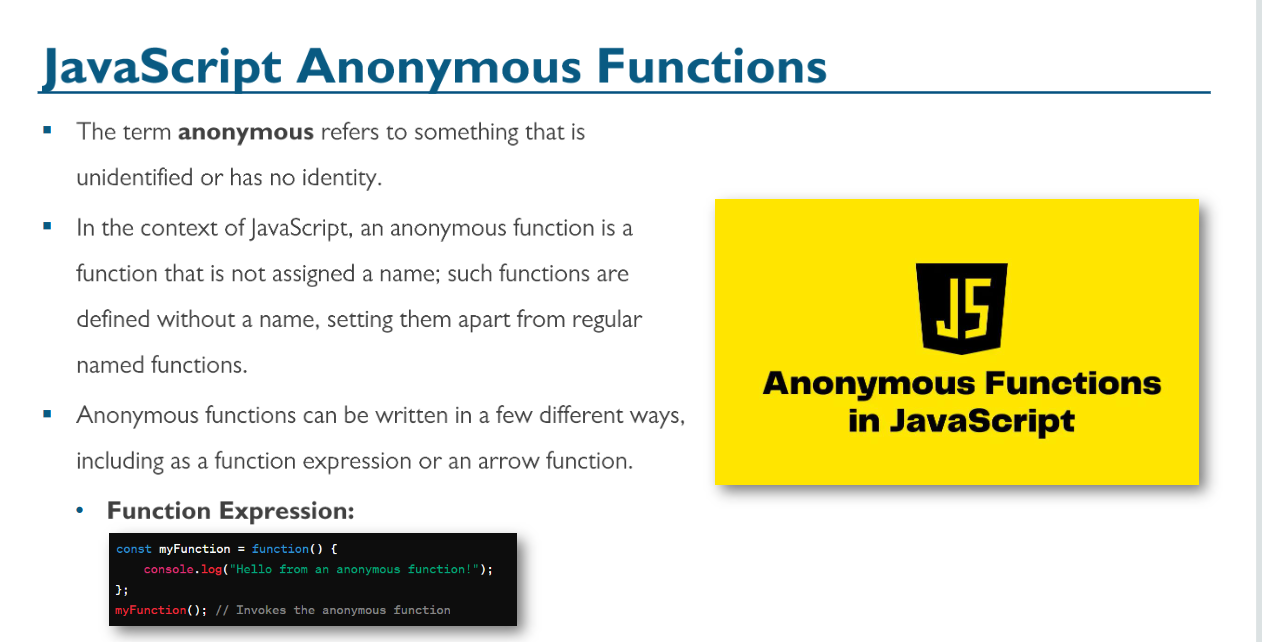 JavaScript Anonymous Functions
The term anonymous refers to something that is
unidentified or has no identity.
In the context of JavaScript, an anonymous function is a
function that is not assigned a name; such functions are
defined without a name, setting them apart from regular
named functions.
Anonymous functions can be written in a few different ways,
including as a function expression or an arrow function.
Function Expression:
const myFunction = function() {
    console.log("Hello from an anonymous function!");
};
myFunction(); // Invokes the anonymous function
JS
Anonymous Functions
in JavaScript